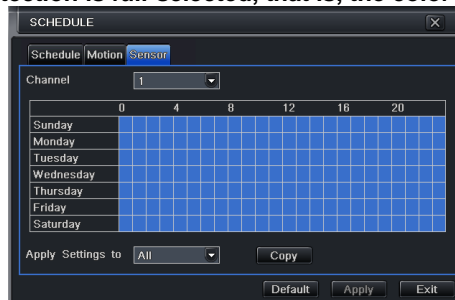 SCHEDULE
Schedule Motion Sensor
Channel 1
0 4 8 12 16 20
Sunday
Monday
Tuesday
Wednesday
Thursday
Friday
Saturday
Apply Settings to All Copy
Default Apply Exit